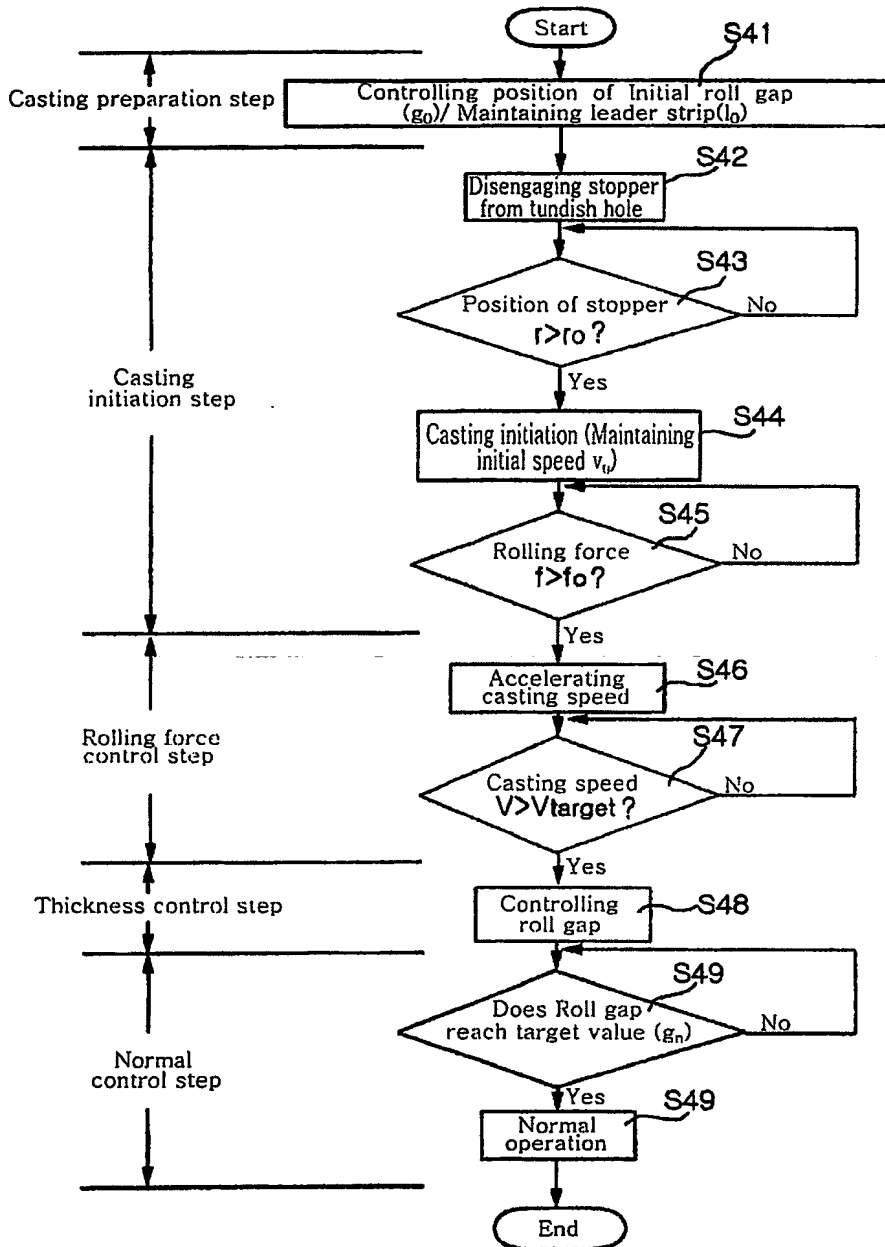 Start
S41
Casting preparation step
Controlling position of Initial roll gap
(g0)/ Maintaining leader strip(l0)
S42
Disengaging stopper
from tundish hole
S43
Position of stopper
r>ro?
No
Yes
Casting
initiation step
S44
Casting initiation (Maintaining
initial speed v0)
S45
Rolling force
f>fo?
No
Yes
S46
Accelerating
casting speed
Rolling force
control step
S47
Casting speed
V>Vtarget?
No
Yes
Thickness control step
S48
Controlling
roll gap
S49
Does Roll gap
reach target value (gn)
No
Normal
control step
Yes
S49
Normal
operation
End